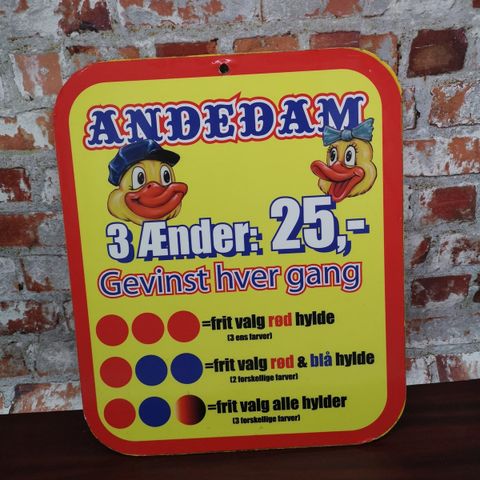 ANDEDAM
3 Ænder: 25,-
Gevinst hver gang
=frit valg rød hylde
(3 ens farver)
=frit valg rød & blå hylde
(2 forskellige farver)
=frit valg alle hylder
(3 forskellige farver)